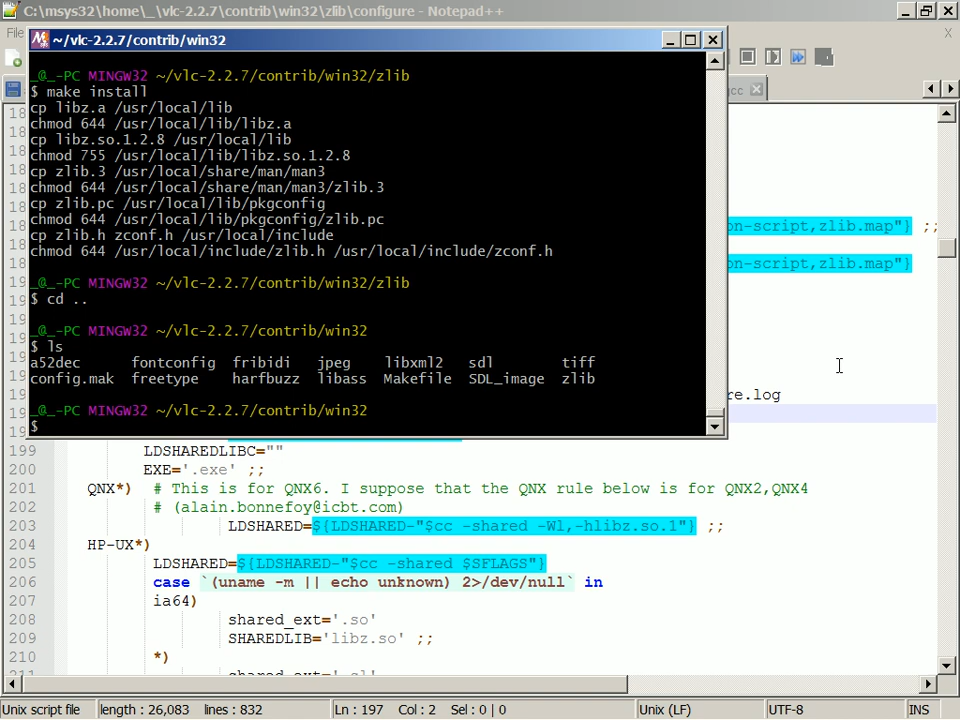 C:\msys32\home\_\vlc-2.2.7\contrib\win32\zlib\configure - Notepad++
File
~/vlc-2.2.7/contrib/win32
_@_-PC MINGW32 ~/vlc-2.2.7/contrib/win32/zlib
$ make install
cp libz.a /usr/local/lib
chmod 644 /usr/local/lib/libz.a
cp libz.so.1.2.8 /usr/local/lib
chmod 755 /usr/local/lib/libz.so.1.2.8
cp zlib.3 /usr/local/share/man/man3
chmod 644 /usr/local/share/man/man3/zlib.3
cp zlib.pc /usr/local/lib/pkgconfig
chmod 644 /usr/local/lib/pkgconfig/zlib.pc
cp zlib.h zconf.h /usr/local/include
chmod 644 /usr/local/include/zlib.h /usr/local/include/zconf.h
_@_-PC MINGW32 ~/vlc-2.2.7/contrib/win32/zlib
$ cd ..
_@_-PC MINGW32 ~/vlc-2.2.7/contrib/win32
$ ls
a52dec fontconfig fribidi jpeg libxml2 sdl tiff
config.mak freetype harfbuzz libass Makefile SDL_image zlib
_@_-PC MINGW32 ~/vlc-2.2.7/contrib/win32
$
on-script,zlib.map"} ;;
on-script,zlib.map"}
re.log
199 LDSHAREDLIBC=""
200 EXE='.exe' ;;
201 QNX*) # This is for QNX6. I suppose that the QNX rule below is for QNX2,QNX4
202 # (alain.bonnefoy@icbt.com)
203 LDSHARED=${LDSHARED-"$cc -shared -Wl,-hlibz.so.1"} ;;
204 HP-UX*)
205 LDSHARED=${LDSHARED-"$cc -shared $SFLAGS"}
206 case `(uname -m || echo unknown) 2>/dev/null` in
207 ia64)
208 shared_ext='.so'
209 SHAREDLIB='libz.so' ;;
210 *)
Unix script file length : 26,083 lines : 832 Ln : 197 Col : 2 Sel : 0 | 0 Unix (LF) UTF-8 INS